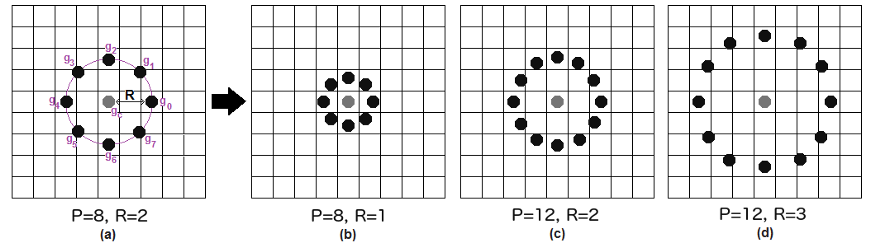 g2
g3
g1
R
g4
gc
g0
g5
g7
g6
P=8, R=2
P=8, R=1
P=12, R=2
P=12, R=3
(a)
(b)
(c)
(d)